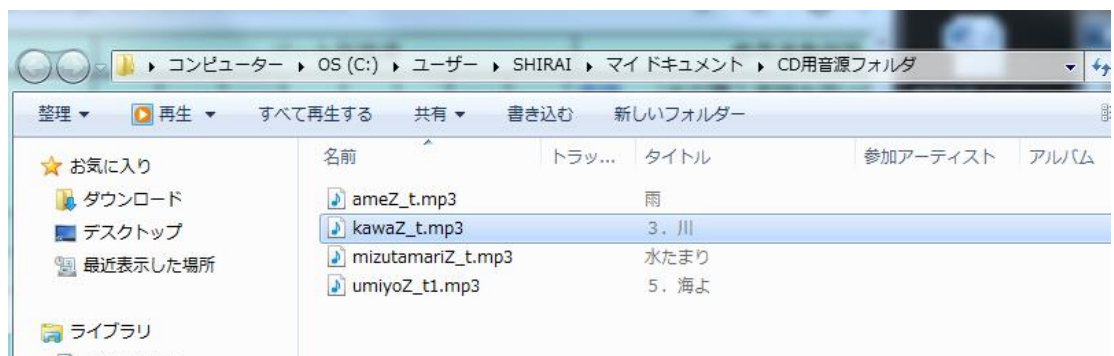 コンピューター ▸ OS (C:) ▸ ユーザー ▸ SHIRAI ▸ マイ ドキュメント ▸ CD用音源フォルダ
整理 ▼ 再生 ▼ すべて再生する 共有 ▼ 書き込む 新しいフォルダー
お気に入り
ダウンロード
デスクトップ
最近表示した場所
ライブラリ
名前 トラッ... タイトル 参加アーティスト アルバム
ameZ_t.mp3 雨
kawaZ_t.mp3 3．川
mizutamariZ_t.mp3 水たまり
umiyoZ_t1.mp3 5．海よ